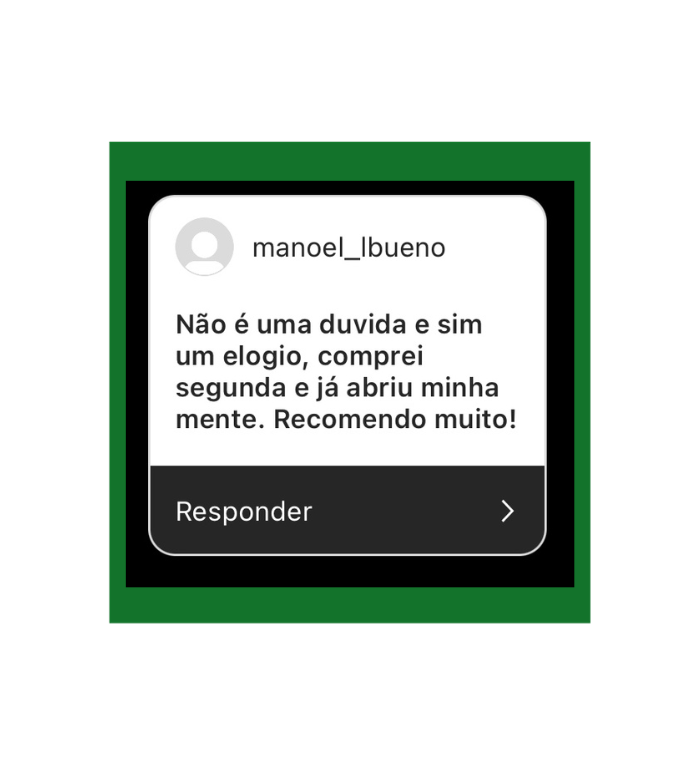 manoel_lbueno
Não é uma duvida e sim
um elogio, comprei
segunda e já abriu minha
mente. Recomendo muito!
Responder